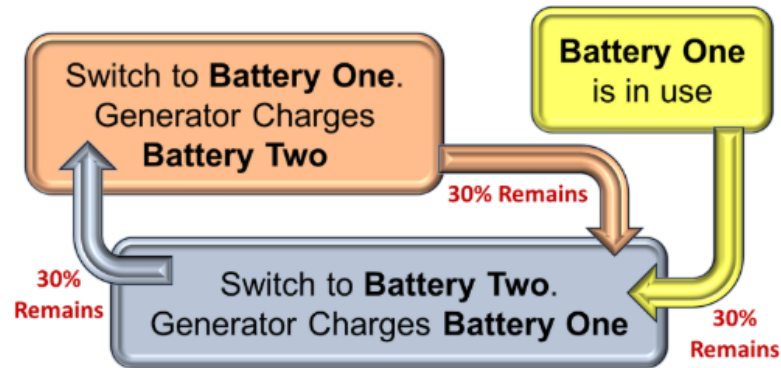 Battery One
is in use
Switch to Battery One.
Generator Charges
Battery Two
30% Remains
30%
Remains
Switch to Battery Two.
Generator Charges Battery One
30%
Remains